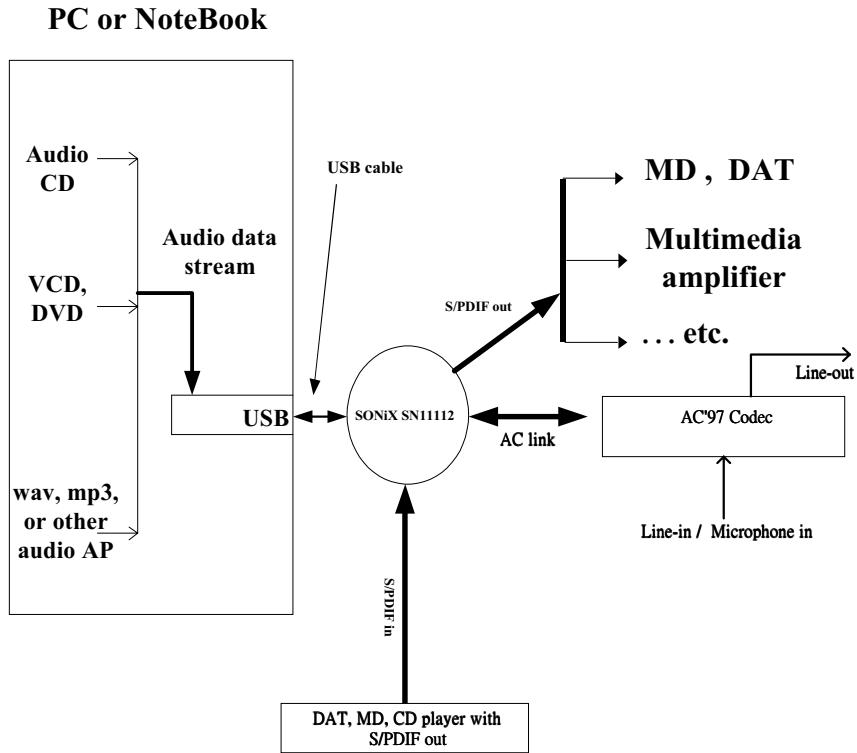 PC or NoteBook
Audio
CD
USB cable
MD , DAT
Audio data
stream
Multimedia
amplifier
VCD,
DVD
S/PDIF out
. . . etc.
Line-out
USB
SONiX SN11112
AC'97 Codec
AC link
wav, mp3,
or other
audio AP
Line-in / Microphone in
S/PDIF in
DAT, MD, CD player with
S/PDIF out